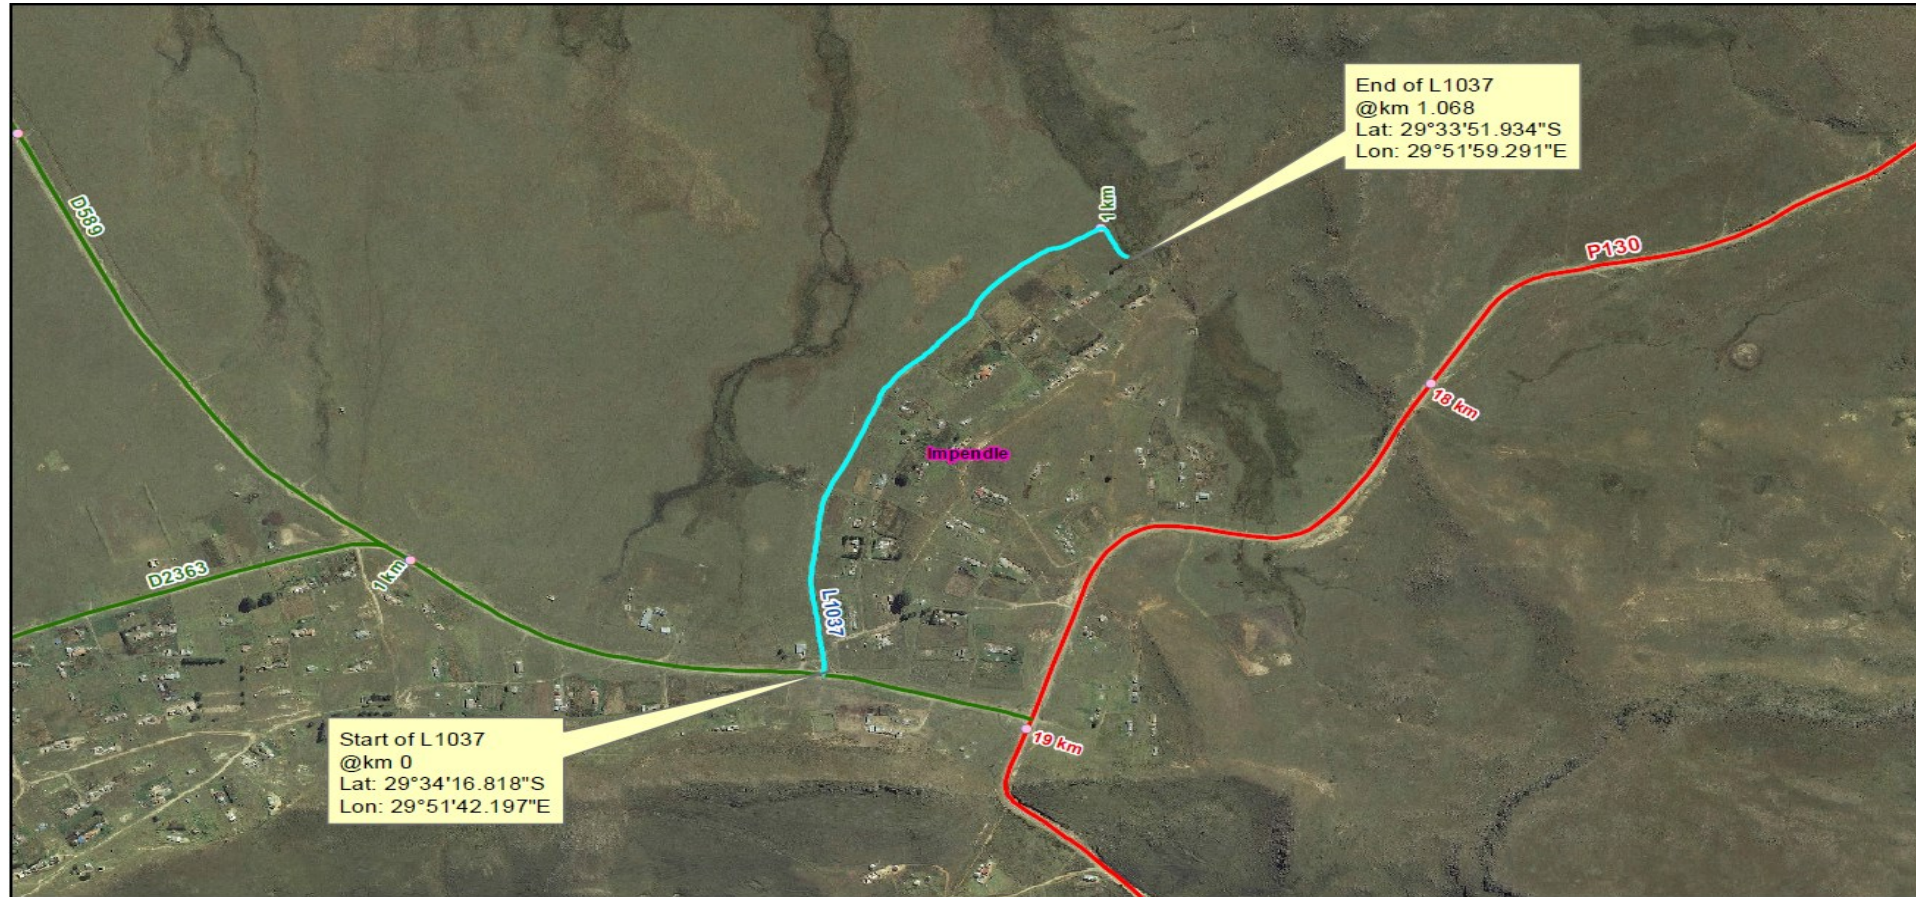 End of L1037
@km 1.068
Lat: 29°33'51.934"S
Lon: 29°51'59.291"E
1 km
D589
P130
18 km
Impendle
D2363
1 km
L1037
19 km
Start of L1037
@km 0
Lat: 29°34'16.818"S
Lon: 29°51'42.197"E